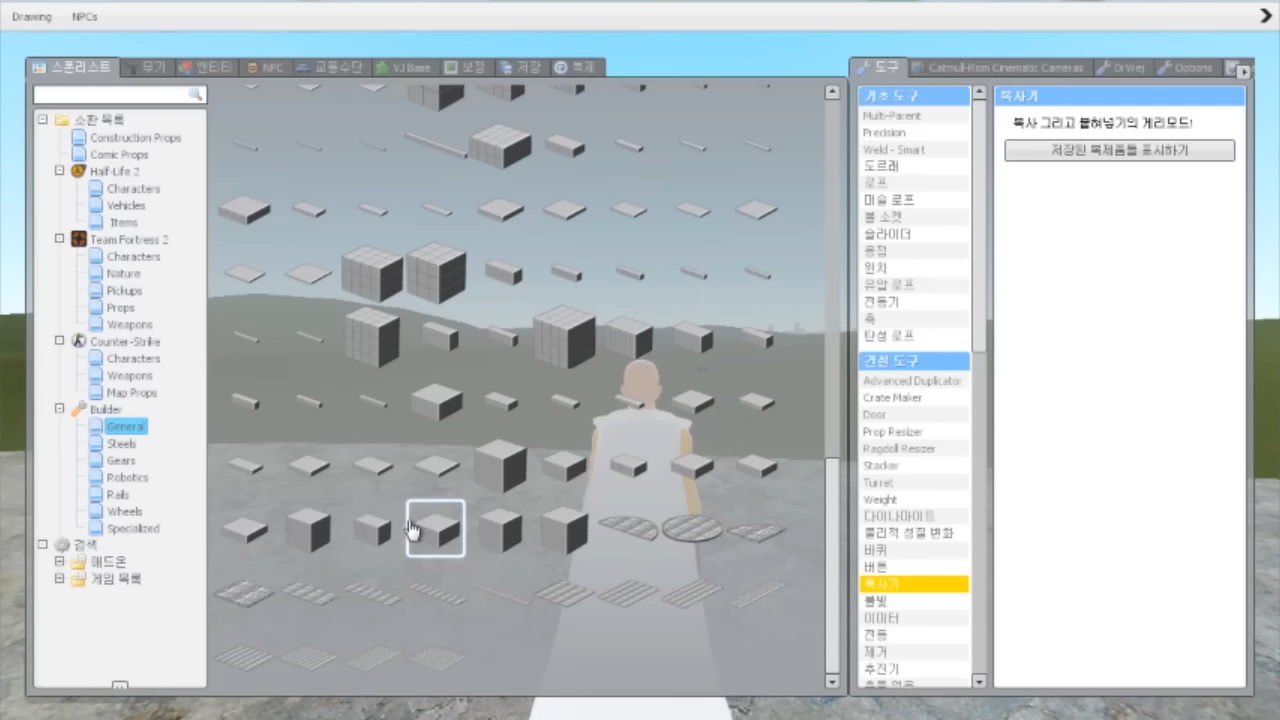 Drawing NPCs
스폰리스트 무기 엔티티 NPC 교통수단 VJ Base 보정 저장 복제
도구 Catmull-Rom Cinematic Cameras DrVrej Options
소환 목록
Construction Props
Comic Props
Half-Life 2
Characters
Vehicles
Items
Team Fortress 2
Characters
Nature
Pickups
Props
Weapons
Counter-Strike
Characters
Weapons
Map Props
Builder
General
Steels
Gears
Robotics
Rails
Wheels
Specialized
검색
애드온
게임 목록
기초 도구
Multi-Parent
Precision
Weld - Smart
도르래
로프
머슬 로프
볼 소켓
슬라이더
용접
윈치
유압 로프
전동기
축
탄성 로프
건설 도구
Advanced Duplicator
Crate Maker
Door
Prop Resizer
Ragdoll Resizer
Stacker
Turret
Weight
다이나마이트
물리적 성질 변화
바퀴
버튼
복사기
불빛
이미터
전등
제거
추진기
복사기
복사 그리고 붙혀넣기의 게리모드!
저장된 복제품들 표시하기